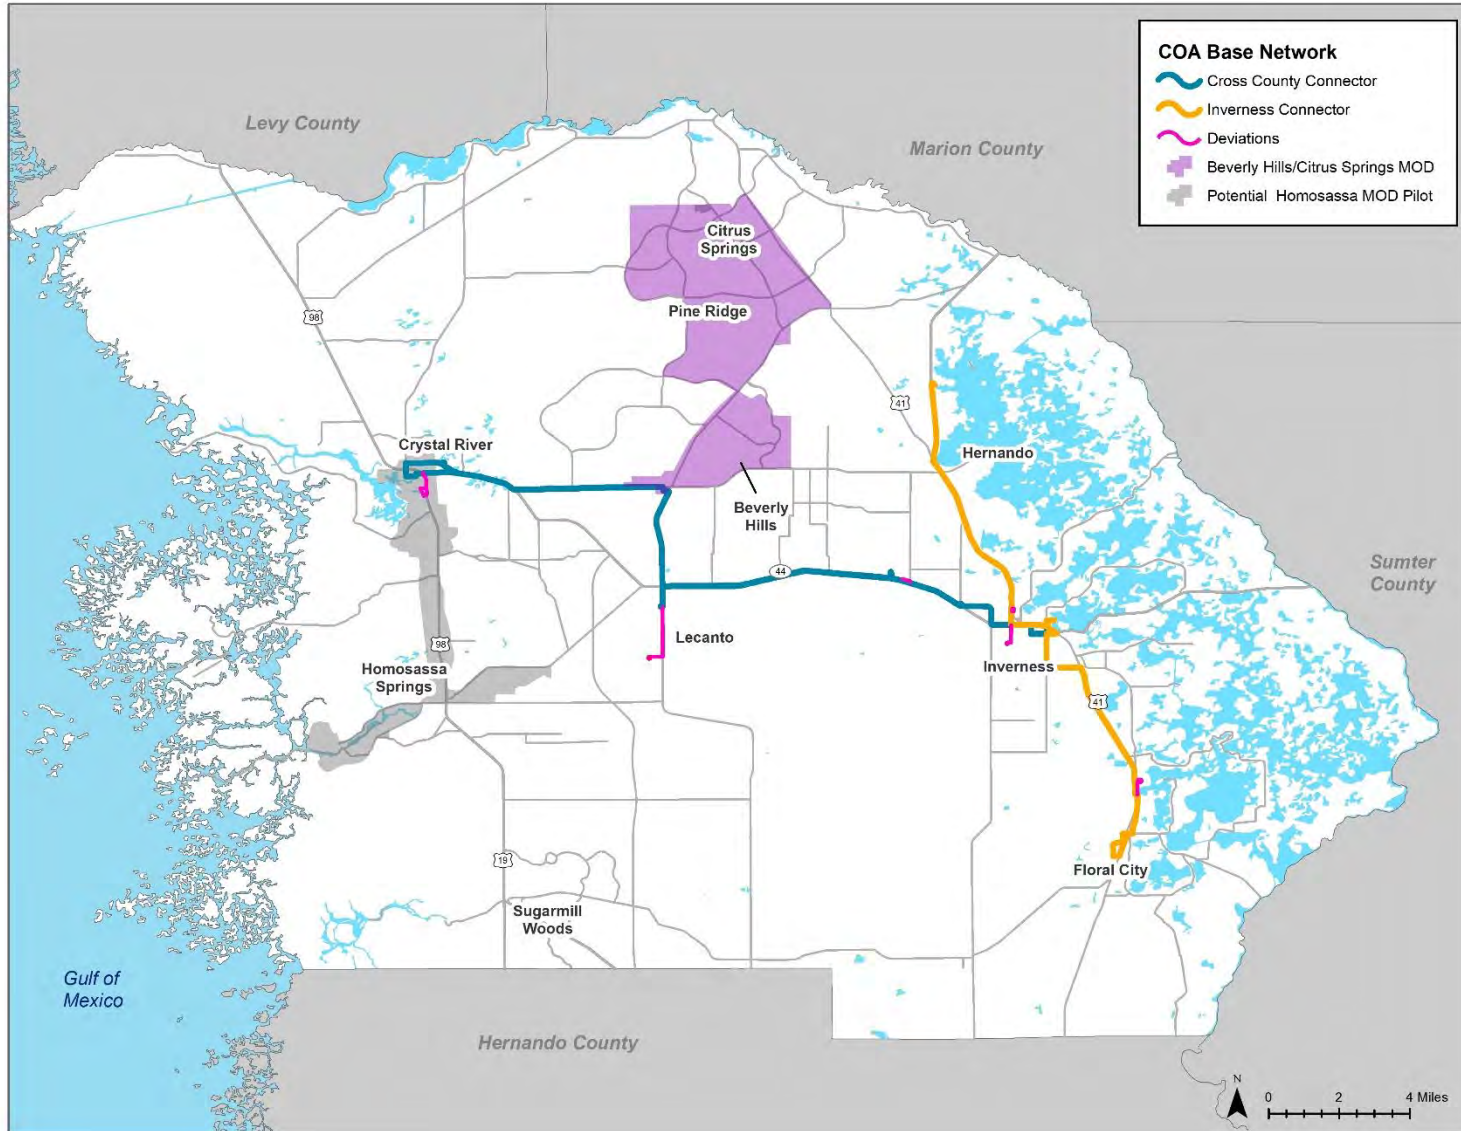 COA Base Network
Cross County Connector
Inverness Connector
Deviations
Beverly Hills/Citrus Springs MOD
Potential Homosassa MOD Pilot
Levy County
Marion County
Citrus
Springs
Pine Ridge
98
41
Crystal River
Hernando
Beverly
Hills
44
Sumter
County
Lecanto
98
Inverness
Homosassa
Springs
41
19
Floral City
Sugarmill
Woods
Gulf of
Mexico
Hernando County
N
0 2 4 Miles